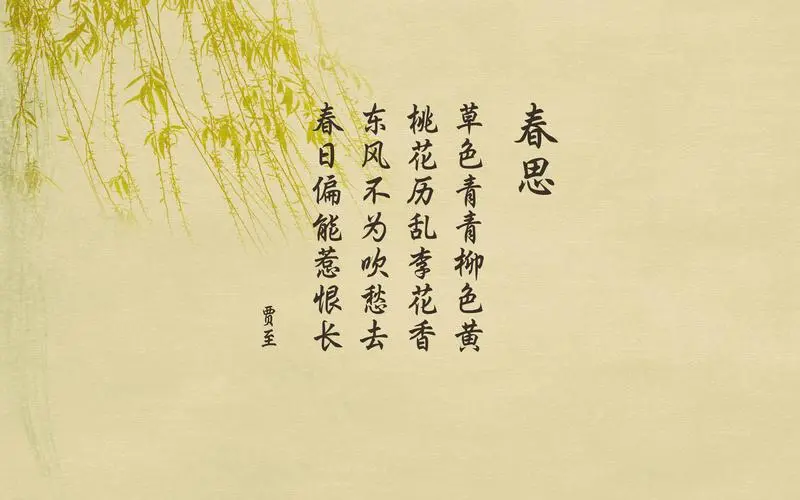 春思
草色青青柳色黄
桃花历乱李花香
东风不为吹愁去
春日偏能惹恨长
贾至